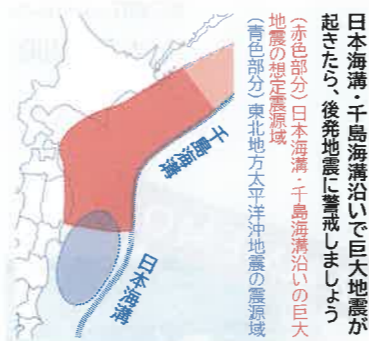 日本海溝・千島海溝沿いで巨大地震が
起きたら、後発地震に警戒しましょう
(赤色部分)日本海溝・千島海溝沿いの巨大
地震の想定震源域
(青色部分)東北地方太平洋沖地震の震源域
千島海溝
日本海溝